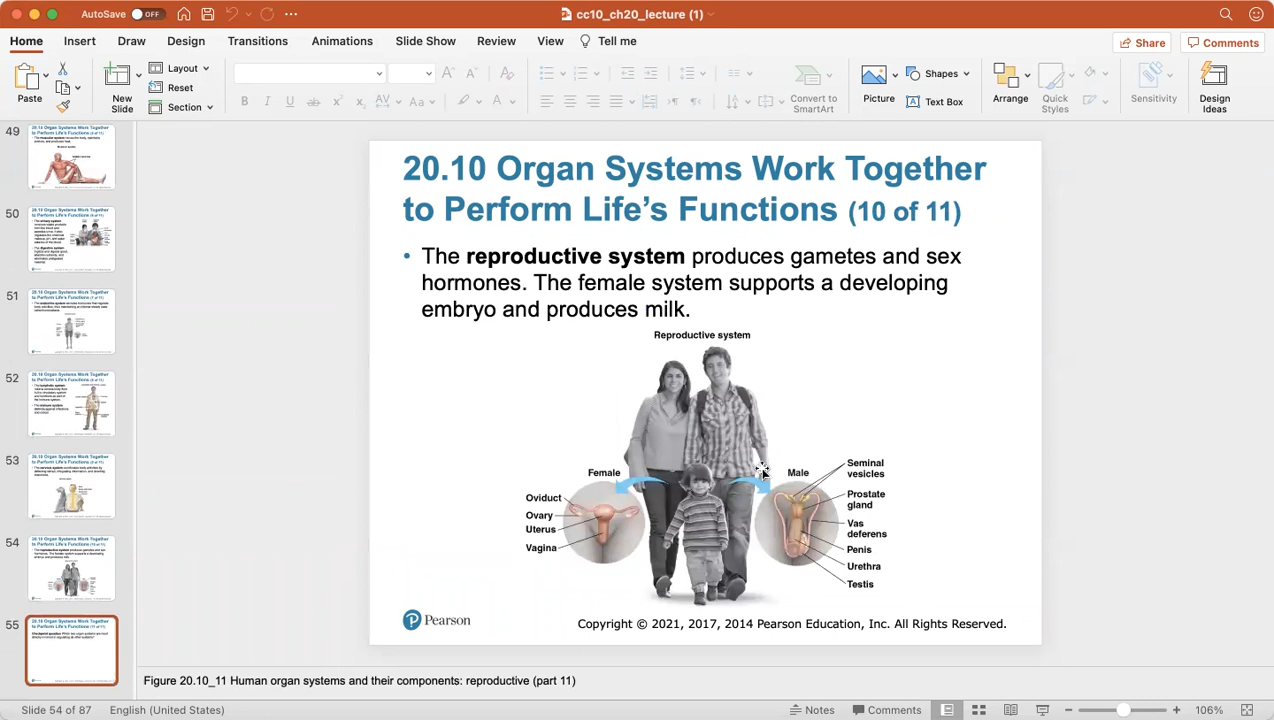 AutoSave OFF cc10_ch20_lecture (1)
Home Insert Draw Design Transitions Animations Slide Show Review View Tell me Share Comments
Paste New Slide Layout Reset Section Convert to SmartArt Picture Shapes Text Box Arrange Quick Styles Sensitivity Design Ideas
49
50
51
52
53
54
55
20.10 Organ Systems Work Together
to Perform Life's Functions (10 of 11)
• The reproductive system produces gametes and sex
hormones. The female system supports a developing
embryo and produces milk.
Reproductive system
Female
Oviduct
Ovary
Uterus
Vagina
Male
Seminal
vesicles
Prostate
gland
Vas
deferens
Penis
Urethra
Testis
P Pearson
Copyright © 2021, 2017, 2014 Pearson Education, Inc. All Rights Reserved.
Figure 20.10_11 Human organ systems and their components: reproductive (part 11)
Slide 54 of 87 English (United States) Notes Comments 106%